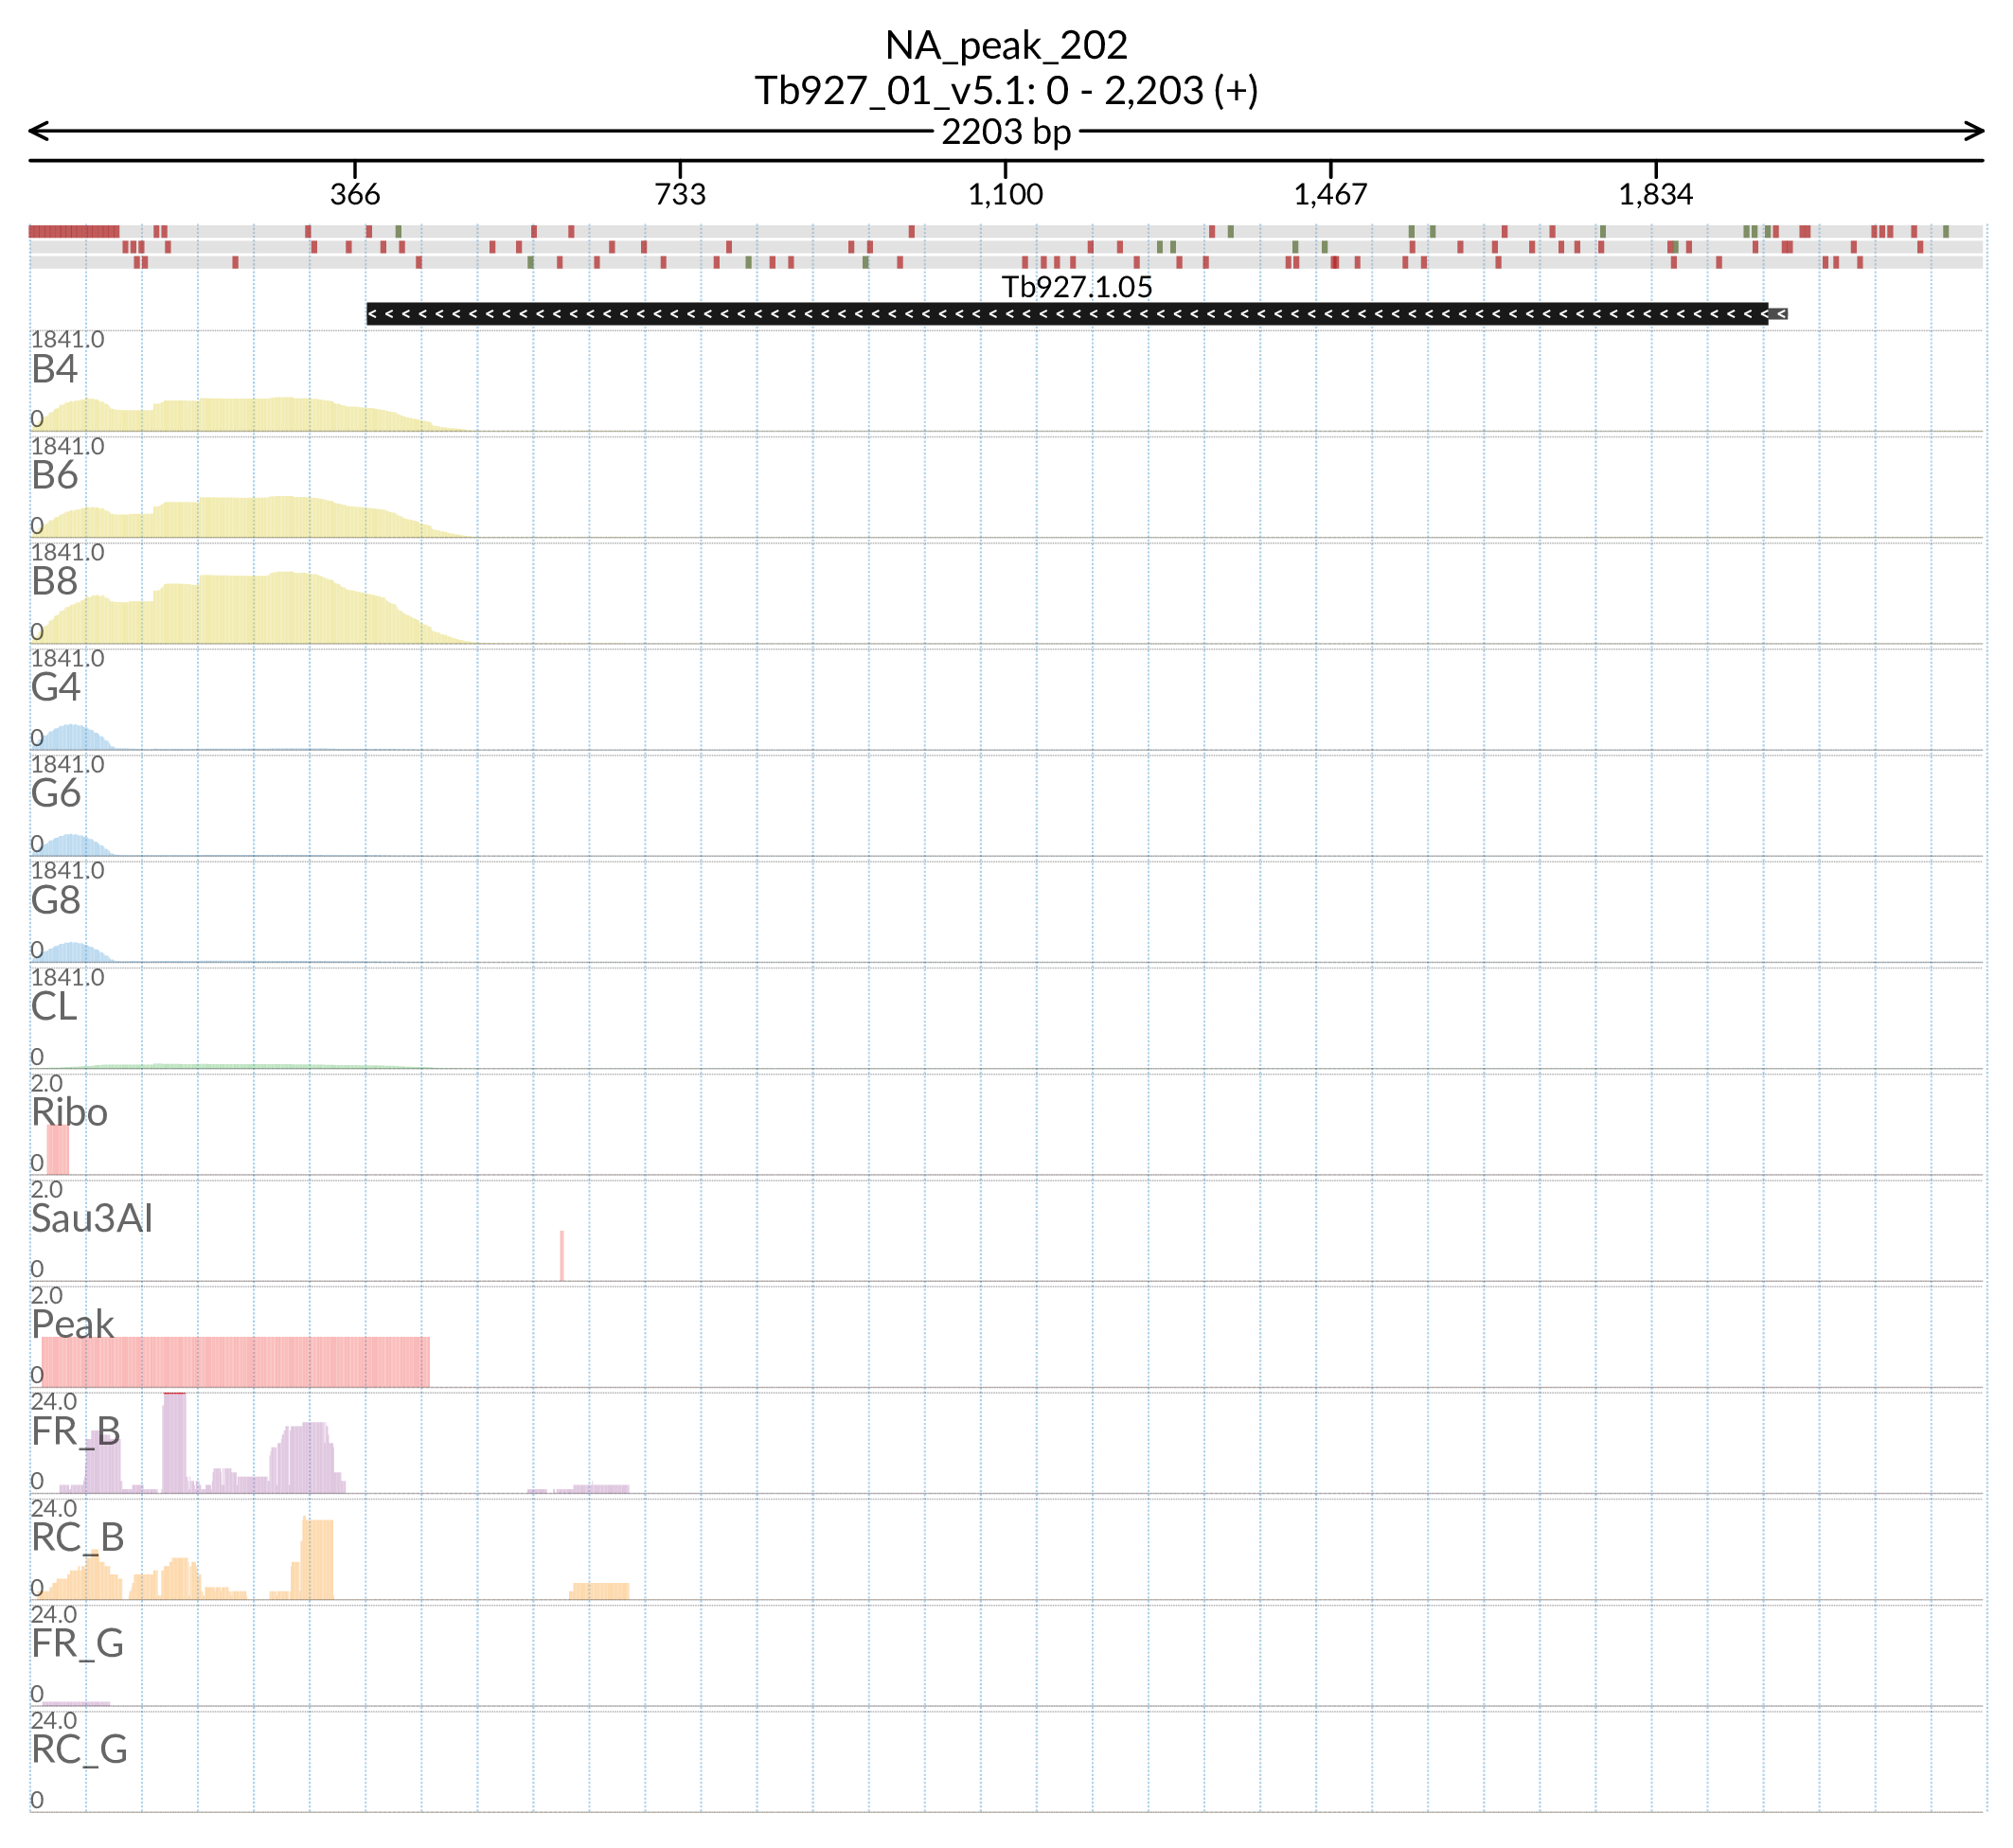 NA_peak_202
Tb927_01_v5.1: 0 - 2,203 (+)
2203 bp
366 733 1,100 1,467 1,834
Tb927.1.05
1841.0
B4
0
1841.0
B6
0
1841.0
B8
0
1841.0
G4
0
1841.0
G6
0
1841.0
G8
0
1841.0
CL
0
2.0
Ribo
0
2.0
Sau3AI
0
2.0
Peak
0
24.0
FR_B
0
24.0
RC_B
0
24.0
FR_G
0
24.0
RC_G
0